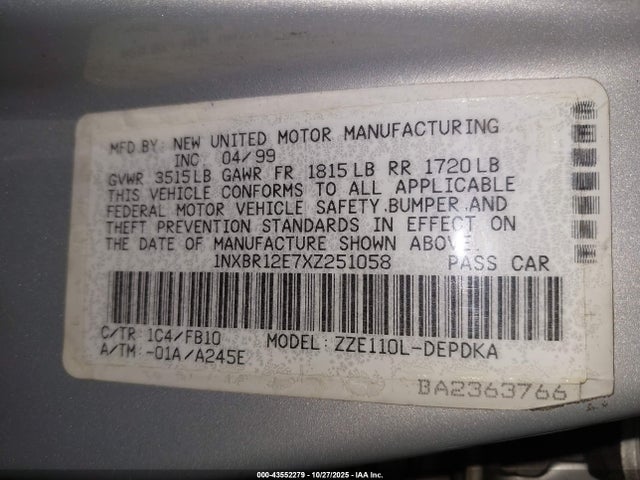 MFD BY: NEW UNITED MOTOR MANUFACTURING
INC 04/99
GVWR 3515LB GAWR FR 1815LB RR 1720LB
THIS VEHICLE CONFORMS TO ALL APPLICABLE
FEDERAL MOTOR VEHICLE SAFETY,BUMPER,AND
THEFT PREVENTION STANDARDS IN EFFECT ON
THE DATE OF MANUFACTURE SHOWN ABOVE.
1NXBR12E7XZ251058 PASS CAR
C/TR: 1C4/FB10 MODEL: ZZE110L-DEPDKA
A/TM: -01A/A245E
BA2363766
000-43552279 - 10/27/2025 - IAA Inc.